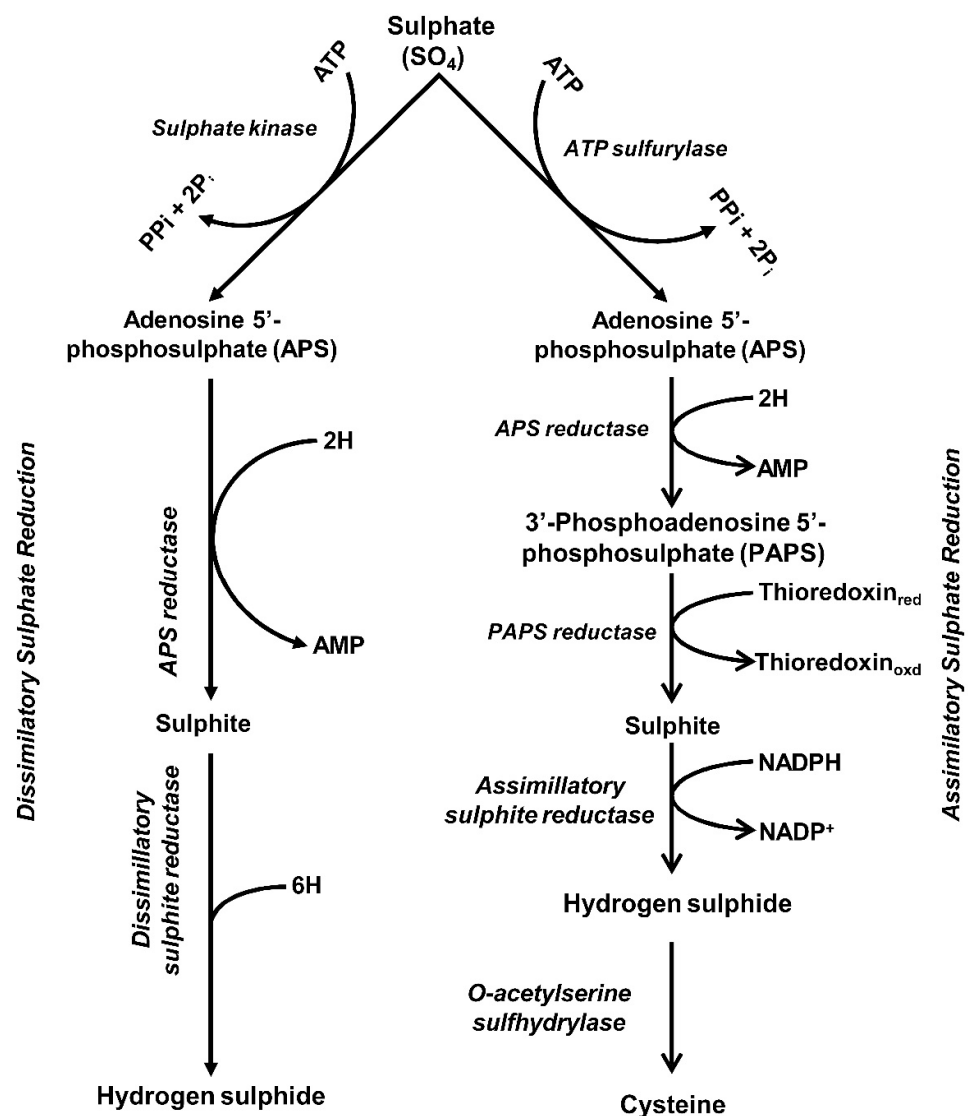 Sulphate
(SO₄)
ATP
Sulphate kinase
PPi + 2Pᵢ
ATP
ATP sulfurylase
PPi + 2Pᵢ
Dissimilatory Sulphate Reduction
Adenosine 5’-
phosphosulphate (APS)
2H
APS reductase
AMP
Sulphite
Dissimillatory
sulphite reductase
6H
Hydrogen sulphide
Adenosine 5’-
phosphosulphate (APS)
2H
APS reductase
AMP
3’-Phosphoadenosine 5’-
phosphosulphate (PAPS)
Thioredoxin_red
PAPS reductase
Thioredoxin_oxd
Sulphite
NADPH
Assimillatory
sulphite reductase
NADP⁺
Hydrogen sulphide
O-acetylserine
sulfhydrylase
Cysteine
Assimilatory Sulphate Reduction